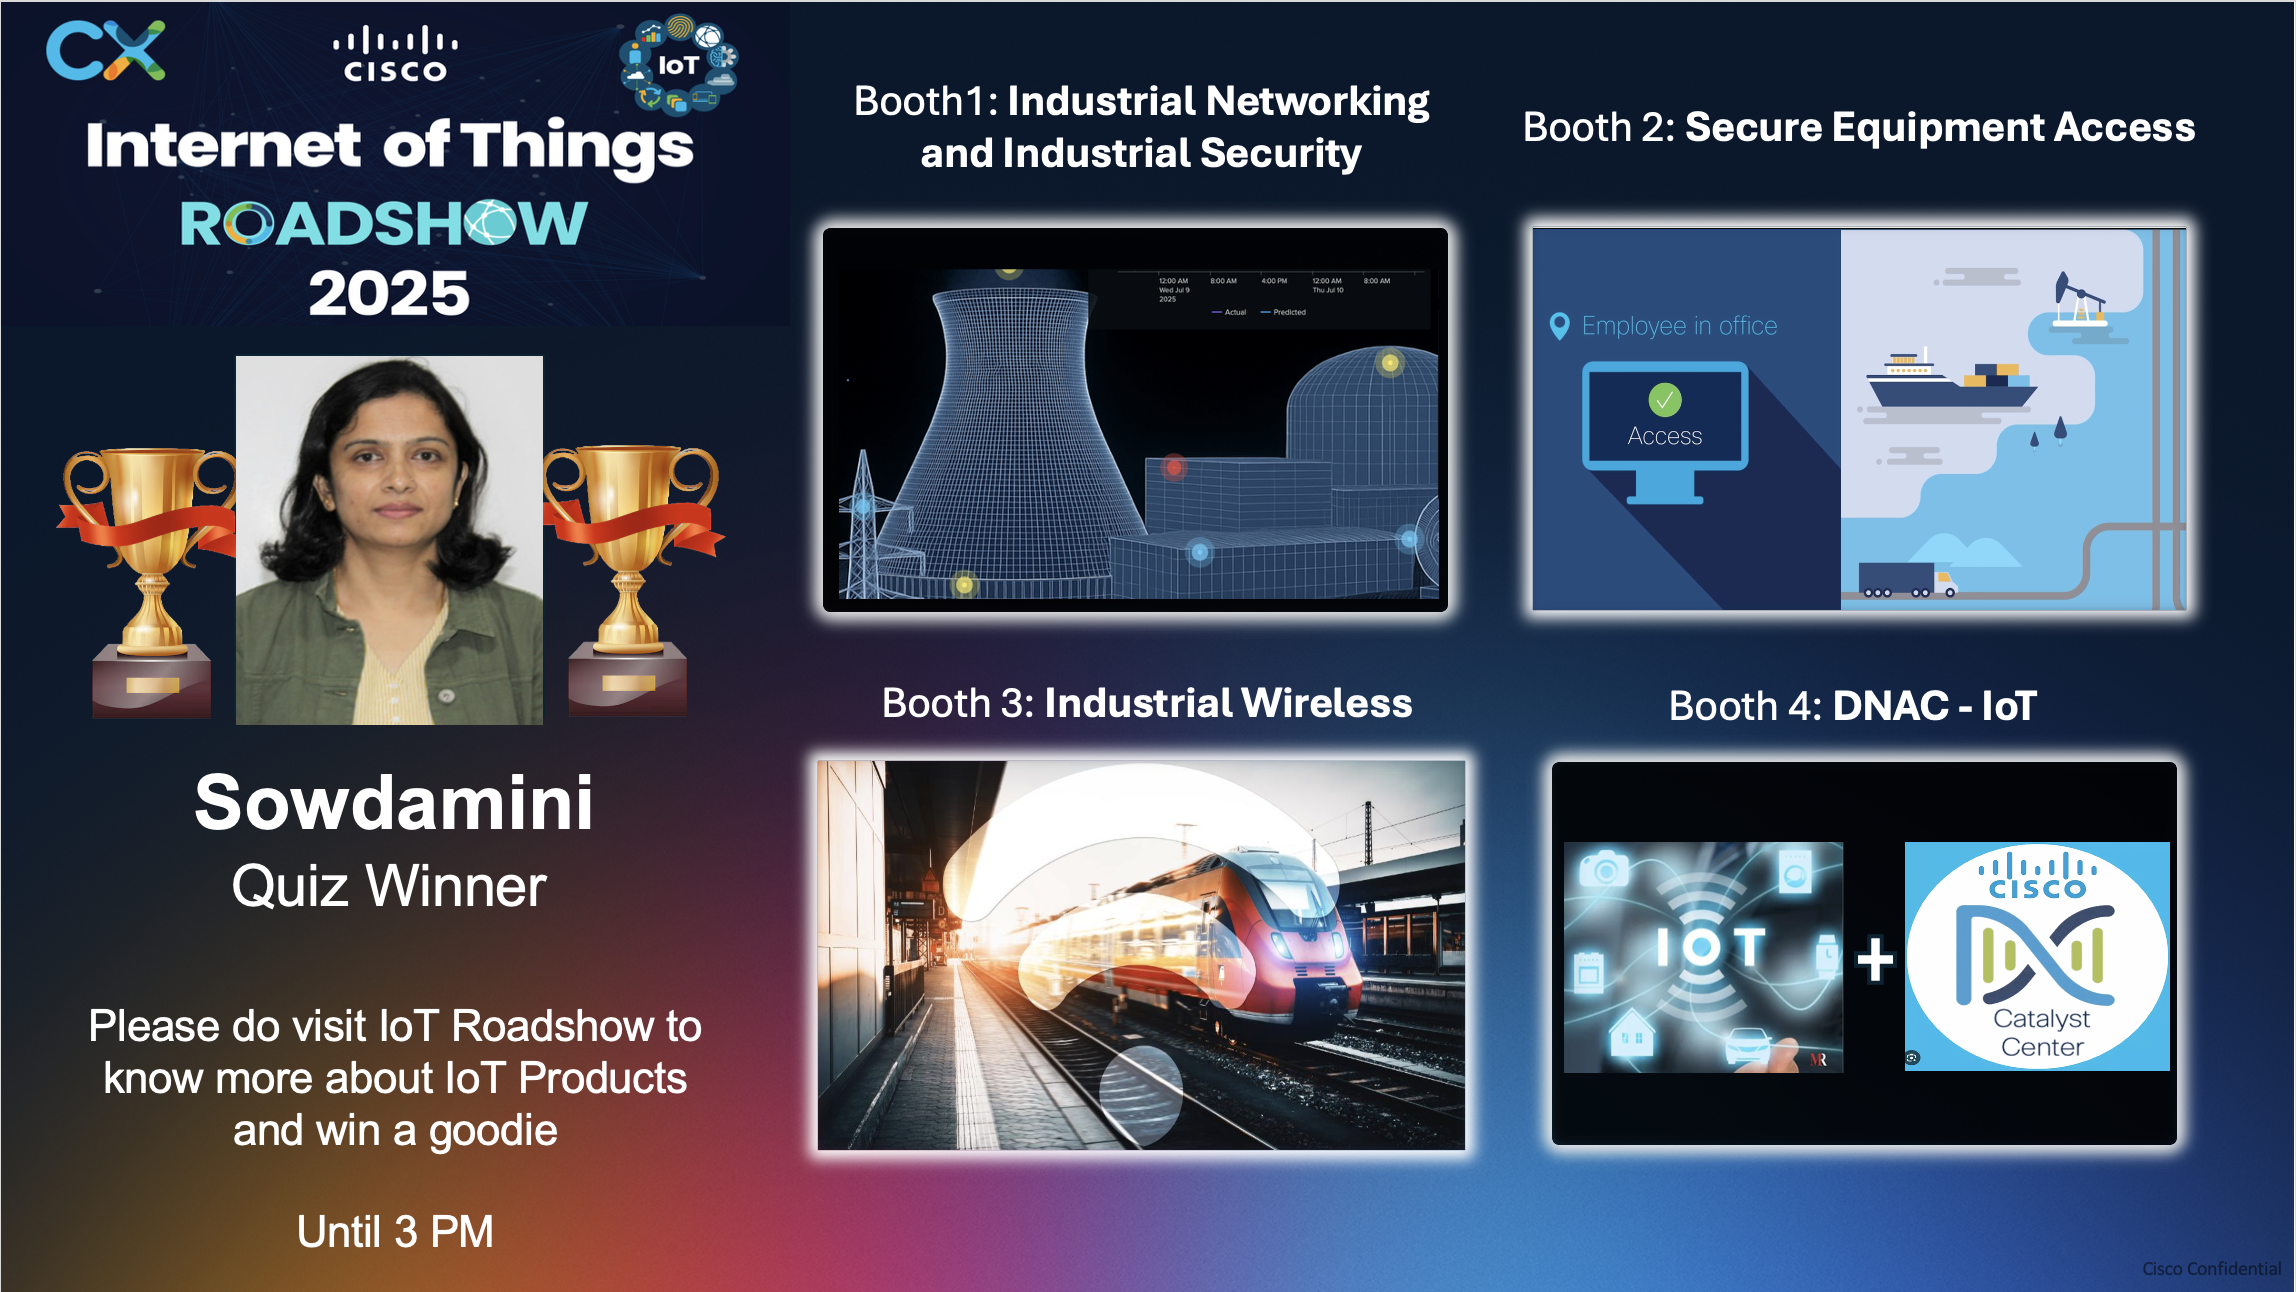 CX
CISCO
IoT
Internet of Things
ROADSHOW
2025
Sowdamini
Quiz Winner
Please do visit IoT Roadshow to
know more about IoT Products
and win a goodie
Until 3 PM
Booth1: Industrial Networking
and Industrial Security
12:00 AM 8:00 AM 4:00 PM 12:00 AM 8:00 AM
Wed Jul 9 Thu Jul 10
2025
Actual Predicted
Booth 2: Secure Equipment Access
Employee in office
Access
Booth 3: Industrial Wireless
Booth 4: DNAC - IoT
IOT
MR
+
CISCO
Catalyst
Center
Cisco Confidential